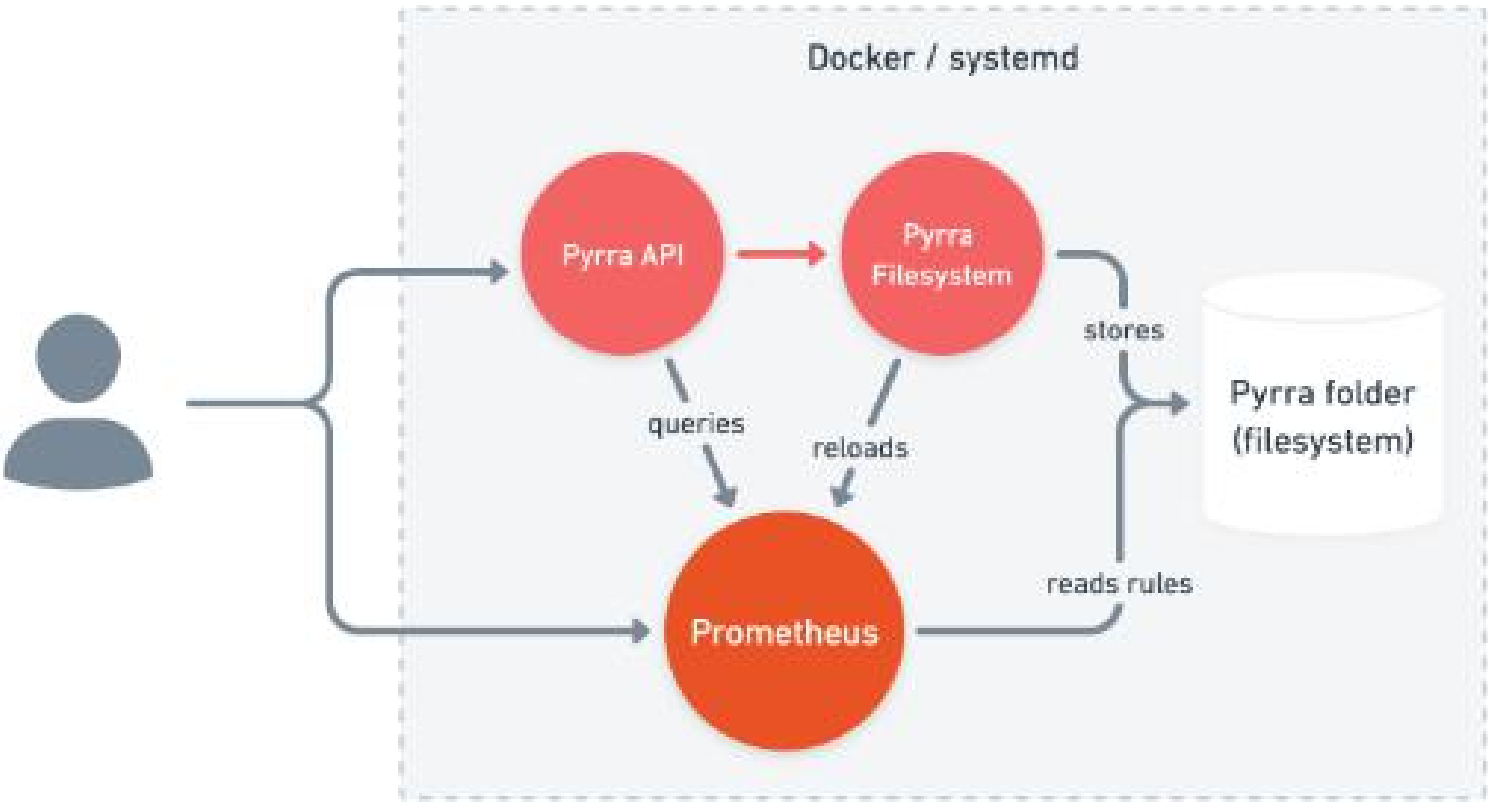 Docker / systemd
Pyrra API
Pyrra
Filesystem
stores
queries
reloads
Pyrra folder
(filesystem)
reads rules
Prometheus